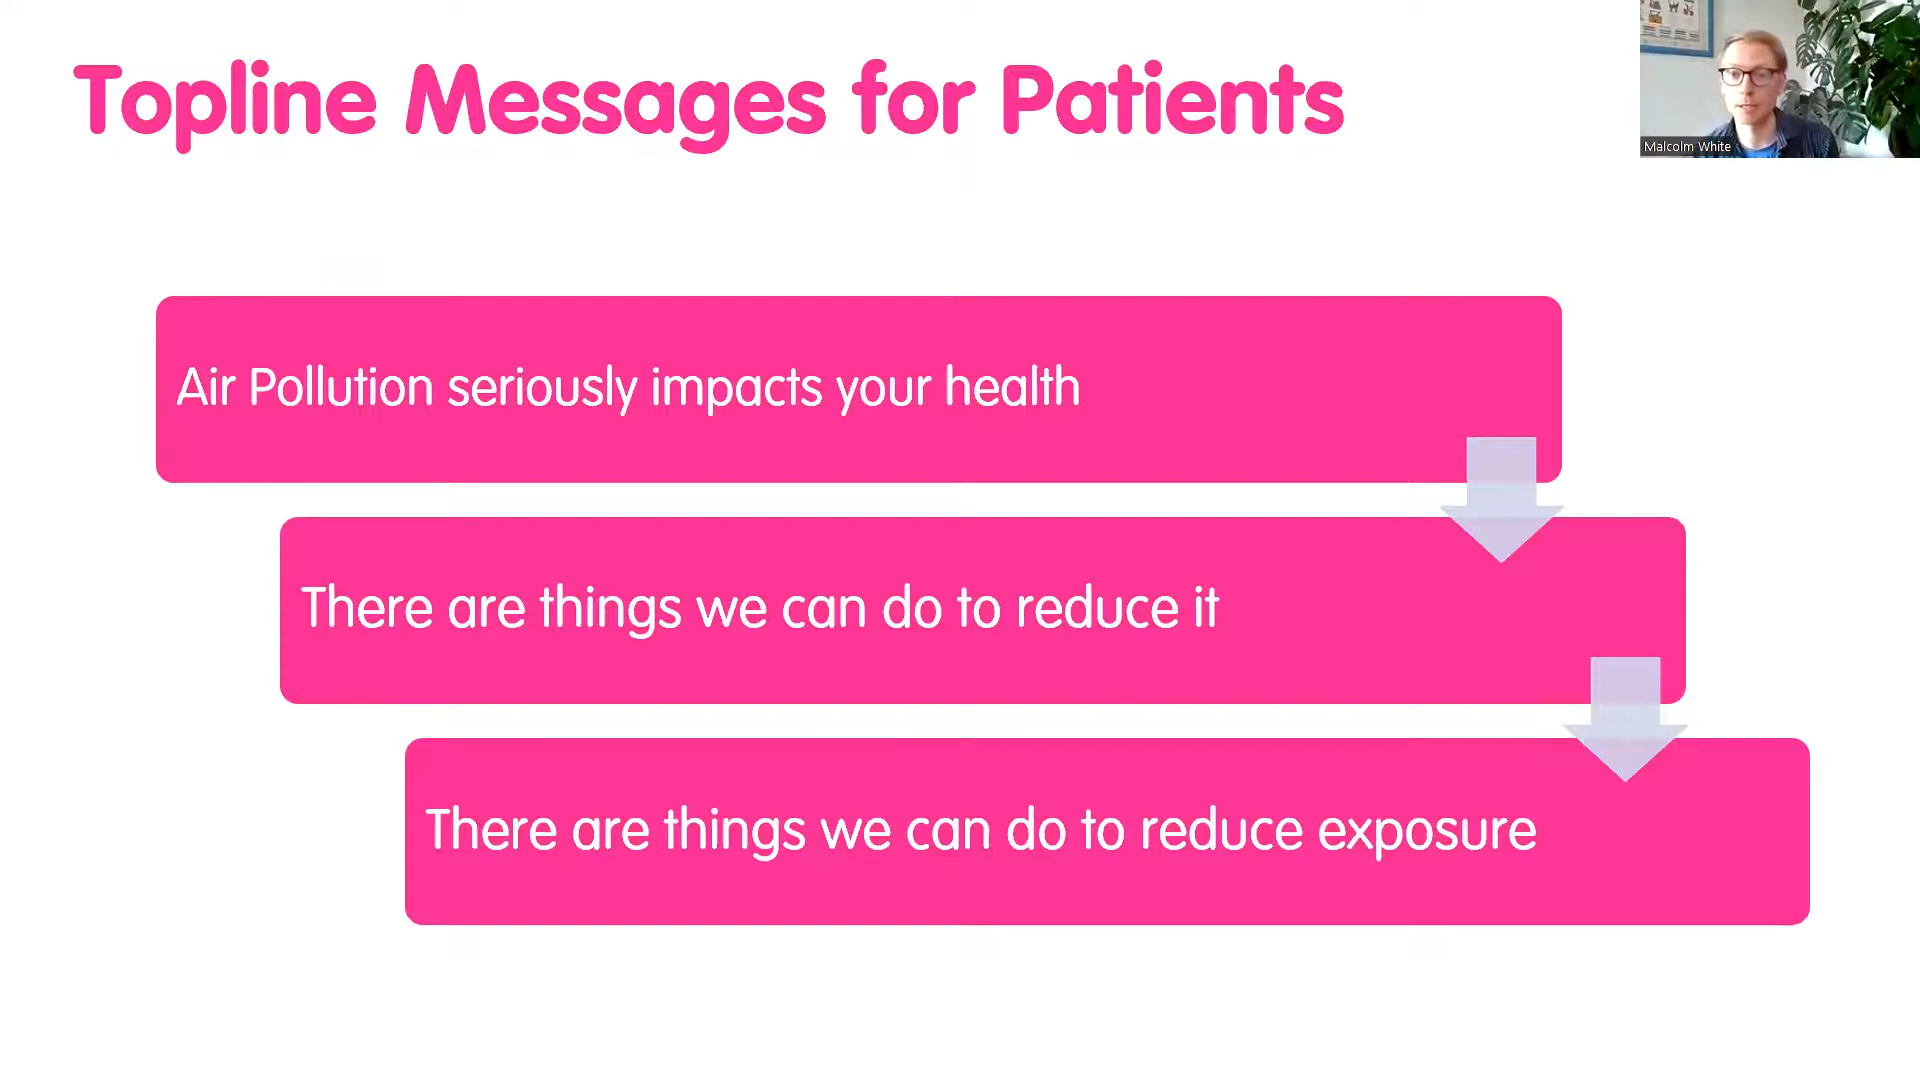 Topline Messages for Patients
Malcolm White
Air Pollution seriously impacts your health
There are things we can do to reduce it
There are things we can do to reduce exposure